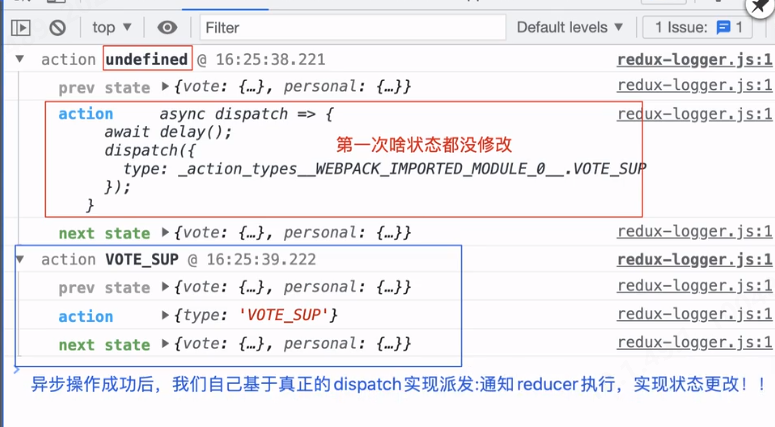 top ▼ Filter Default levels ▼ 1 Issue: 1
▼ action undefined @ 16:25:38.221 redux-logger.js:1
prev state ▶{vote: {…}, personal: {…}} redux-logger.js:1
action async dispatch => { redux-logger.js:1
await delay();
第一次啥状态都没修改
dispatch({
type: _action_types__WEBPACK_IMPORTED_MODULE_0__.VOTE_SUP
});
}
next state ▶{vote: {…}, personal: {…}} redux-logger.js:1
▼ action VOTE_SUP @ 16:25:39.222 redux-logger.js:1
prev state ▶{vote: {…}, personal: {…}} redux-logger.js:1
action ▶{type: 'VOTE_SUP'} redux-logger.js:1
next state ▶{vote: {…}, personal: {…}} redux-logger.js:1
异步操作成功后，我们自己基于真正的dispatch实现派发:通知reducer执行，实现状态更改！！